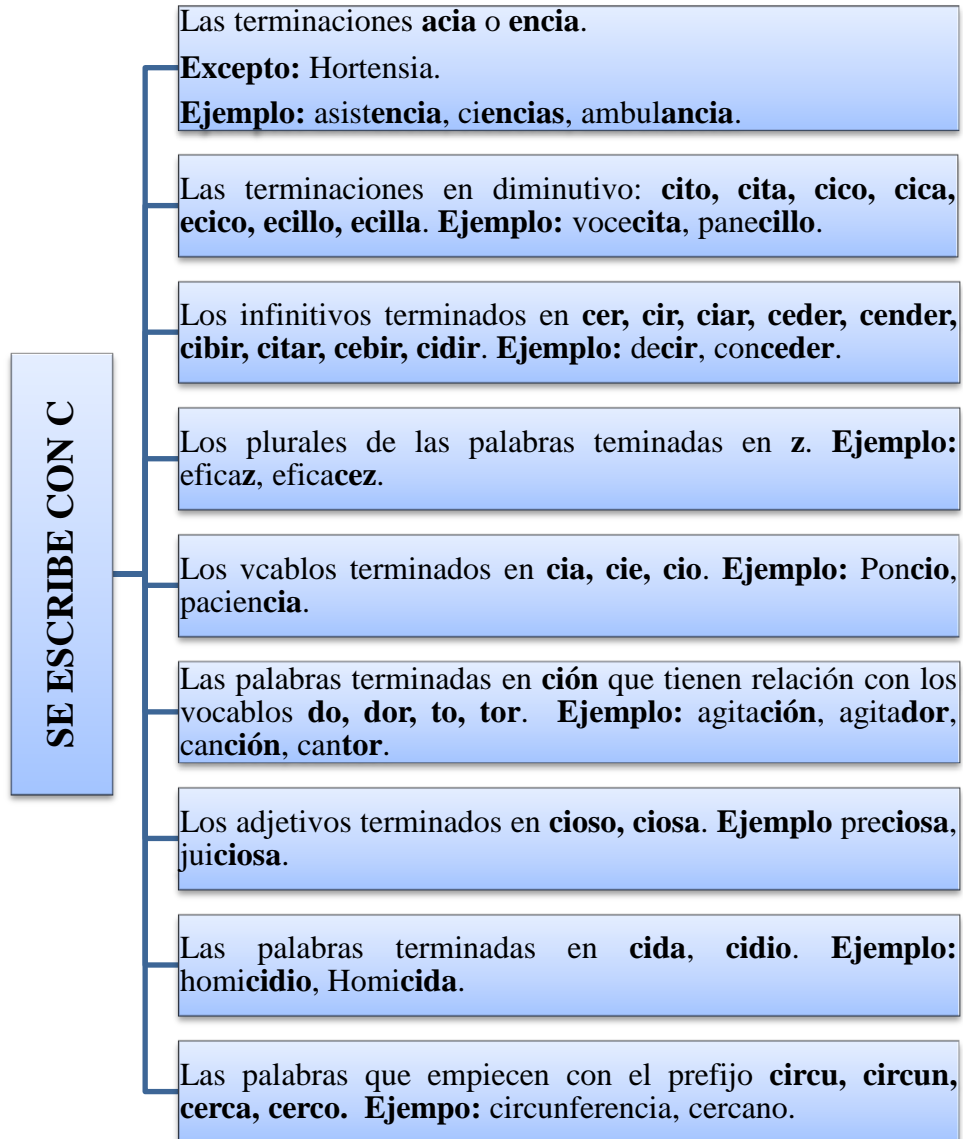 SE ESCRIBE CON C
Las terminaciones acia o encia.
Excepto: Hortensia.
Ejemplo: asistencia, ciencias, ambulancia.
Las terminaciones en diminutivo: cito, cita, cico, cica,
ecico, ecillo, ecilla. Ejemplo: vocecita, panecillo.
Los infinitivos terminados en cer, cir, ciar, ceder, cender,
cibir, citar, cebir, cidir. Ejemplo: decir, conceder.
Los plurales de las palabras teminadas en z. Ejemplo:
eficaz, eficacez.
Los vcablos terminados en cia, cie, cio. Ejemplo: Poncio,
paciencia.
Las palabras terminadas en ción que tienen relación con los
vocablos do, dor, to, tor. Ejemplo: agitación, agitador,
canción, cantor.
Los adjetivos terminados en cioso, ciosa. Ejemplo preciosa,
juiciosa.
Las palabras terminadas en cida, cidio. Ejemplo:
homicidio, Homicida.
Las palabras que empiecen con el prefijo circu, circun,
cerca, cerco. Ejempo: circunferencia, cercano.